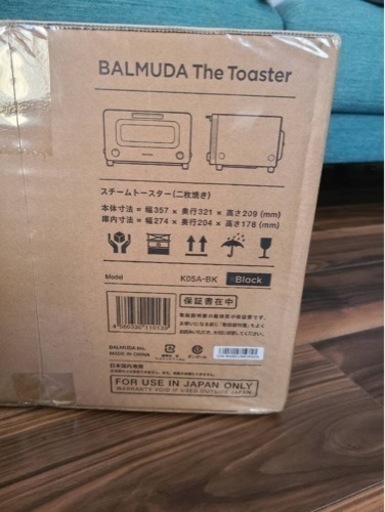 BALMUDA The Toaster
スチームトースター(二枚焼き)
本体寸法 = 幅357 × 奥行321 × 高さ209 (mm)
庫内寸法 = 幅274 × 奥行204 × 高さ178 (mm)
Model K05A-BK Black
保証書在中
BALMUDA Inc.
MADE IN CHINA
日本国内専用
FOR USE IN JAPAN ONLY
WARRANTY VOID IF USED OUTSIDE JAPAN